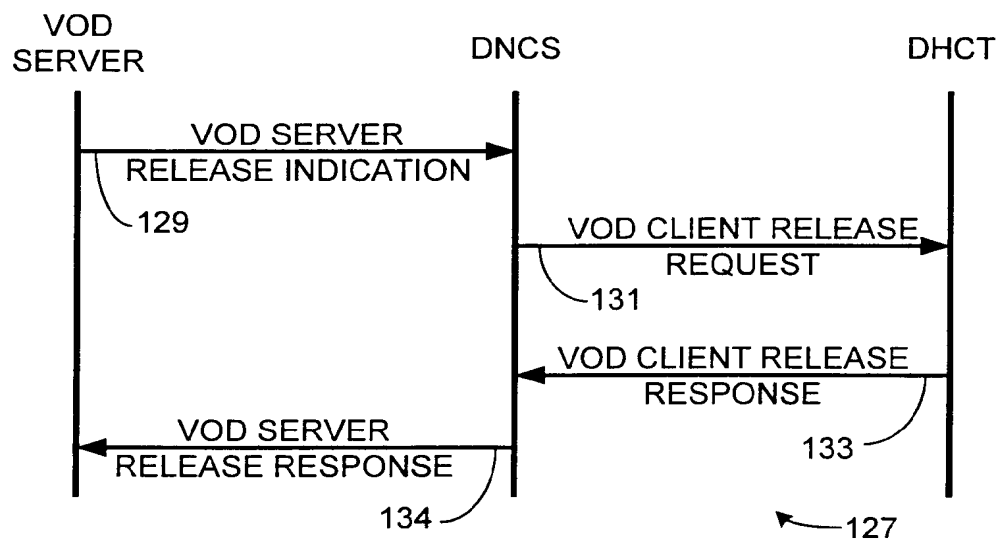 VOD
SERVER
DNCS
DHCT
VOD SERVER
RELEASE INDICATION
129
VOD CLIENT RELEASE
REQUEST
131
VOD CLIENT RELEASE
RESPONSE
133
VOD SERVER
RELEASE RESPONSE
134
127